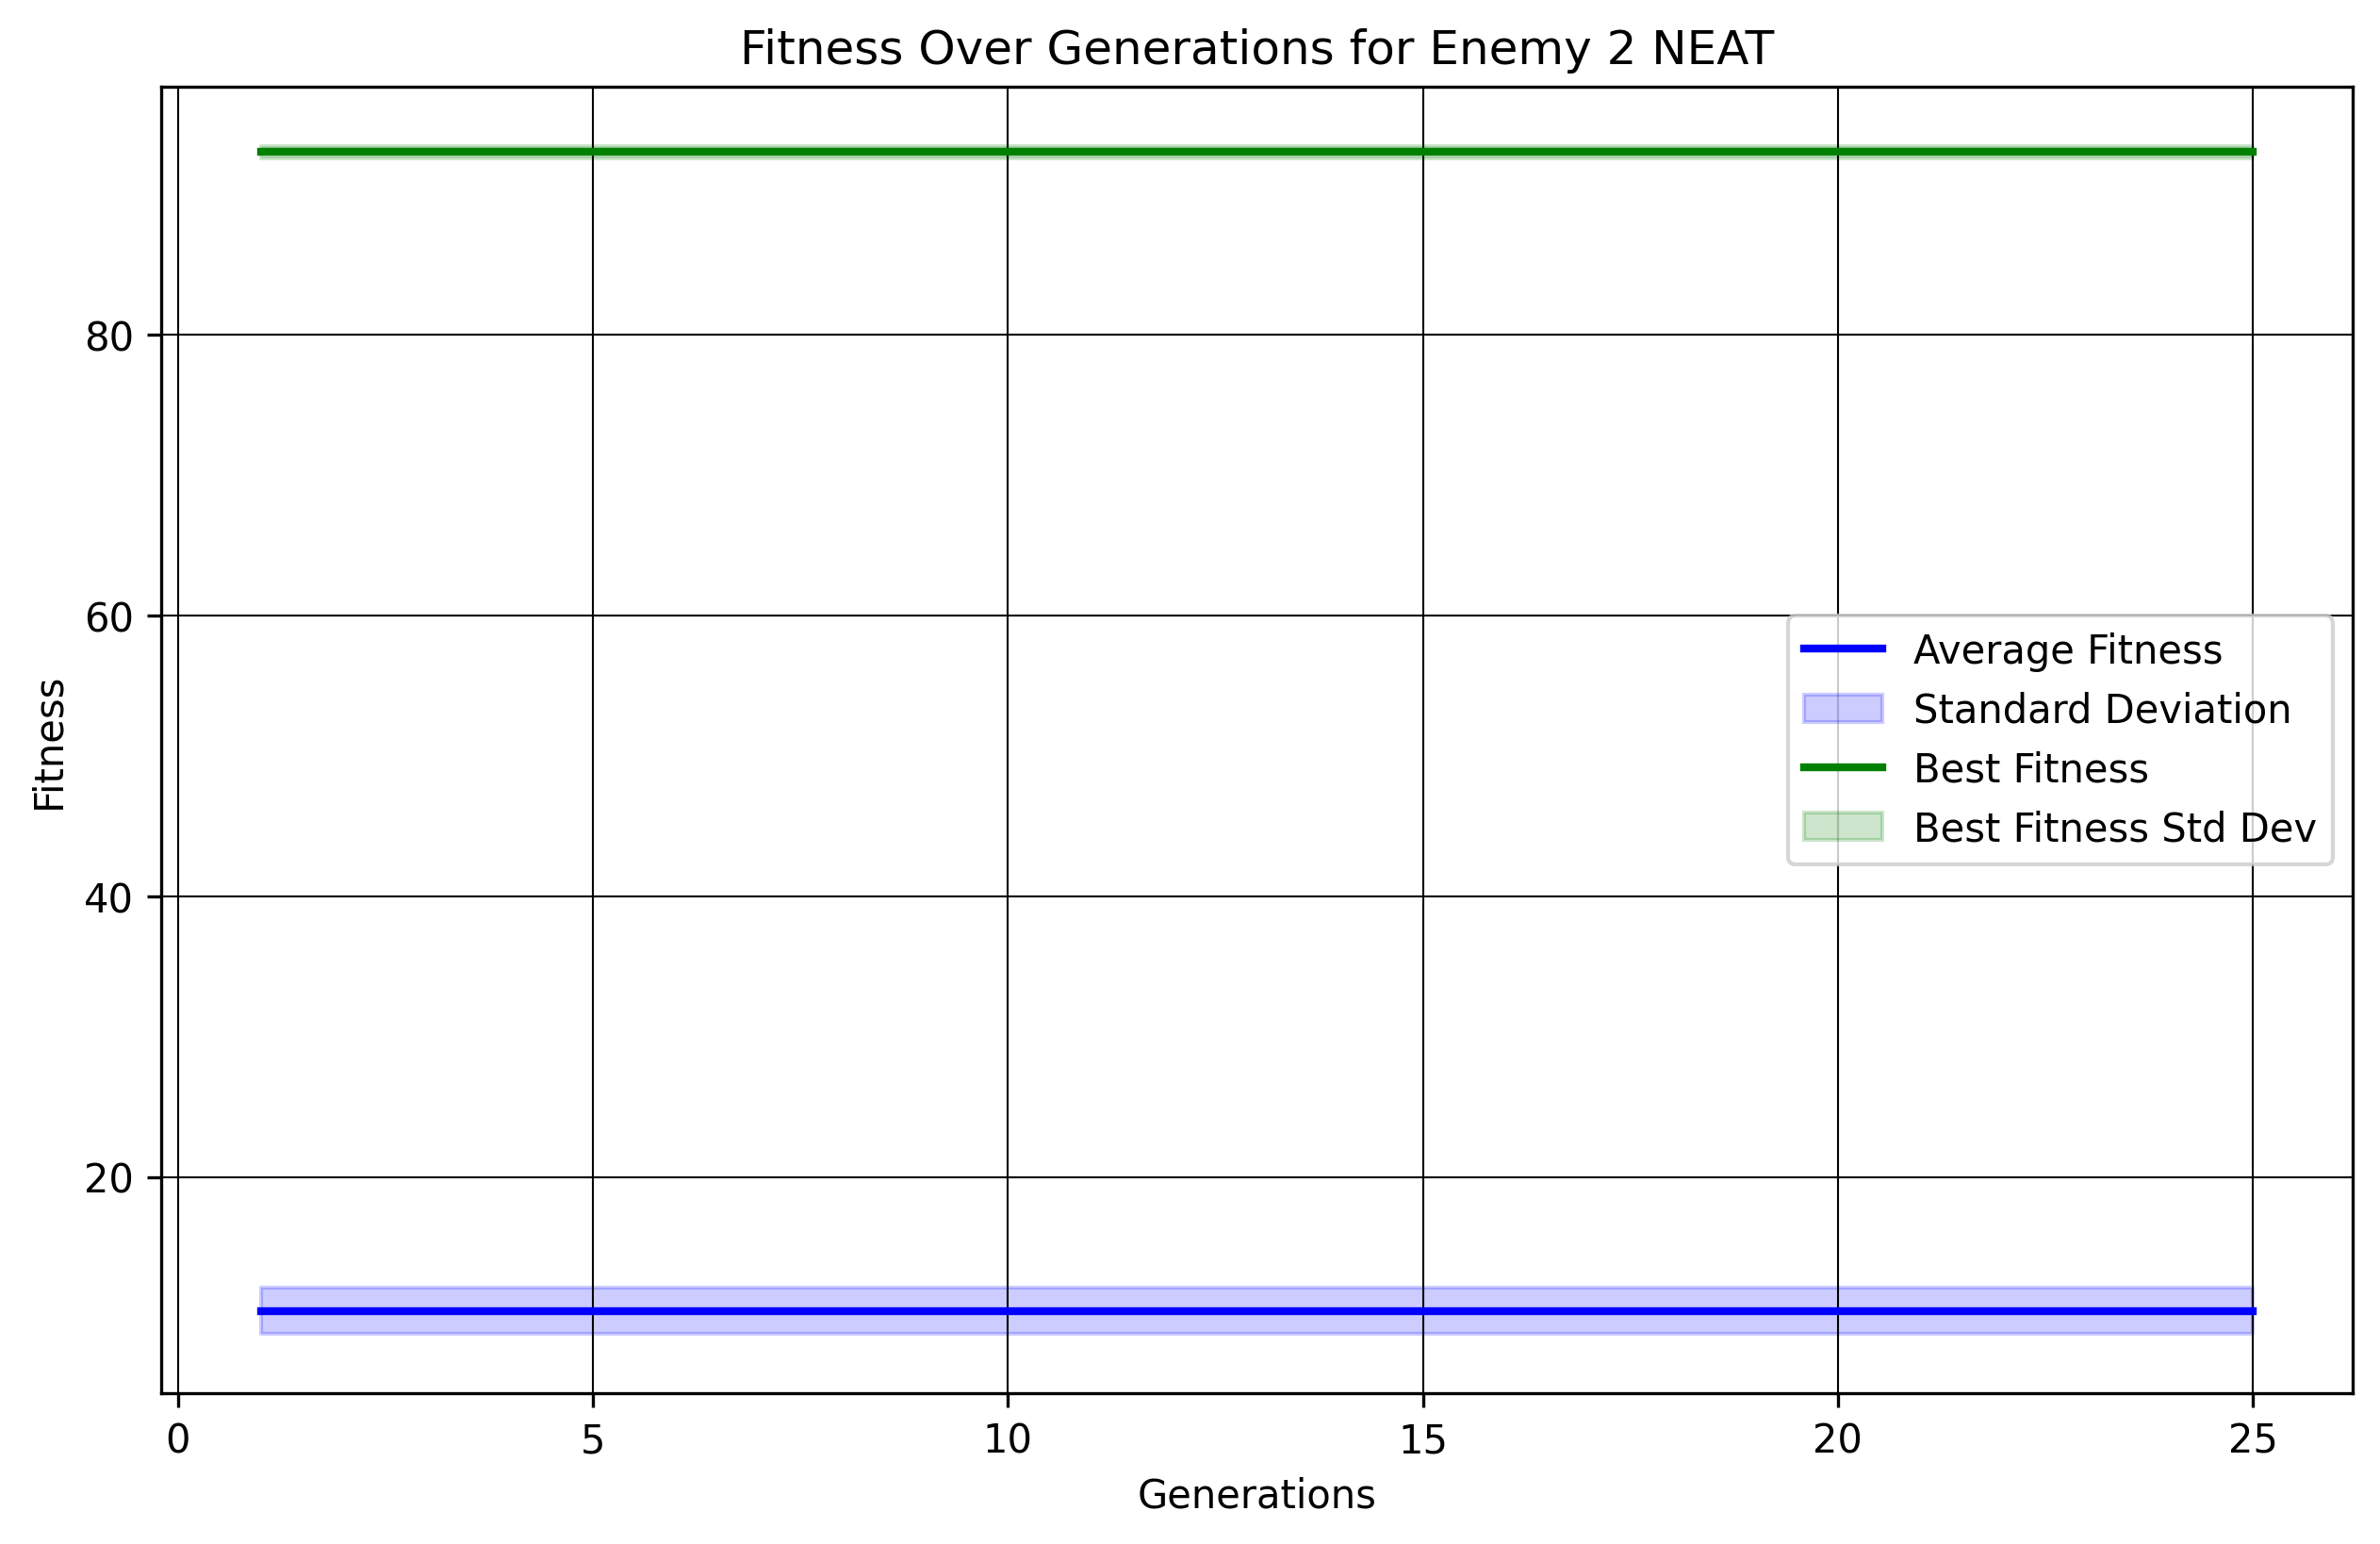 Fitness Over Generations for Enemy 2 NEAT
Fitness
80
60
40
20
Average Fitness
Standard Deviation
Best Fitness
Best Fitness Std Dev
0 5 10 15 20 25
Generations